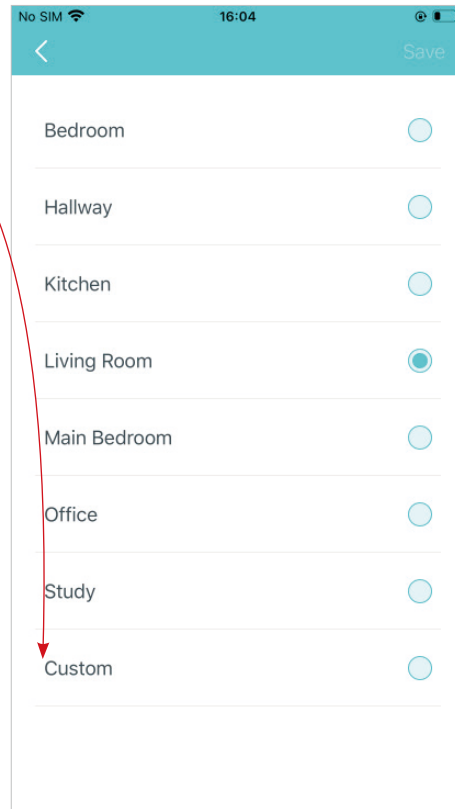 No SIM 16:04
Save
Bedroom
Hallway
Kitchen
Living Room
Main Bedroom
Office
Study
Custom